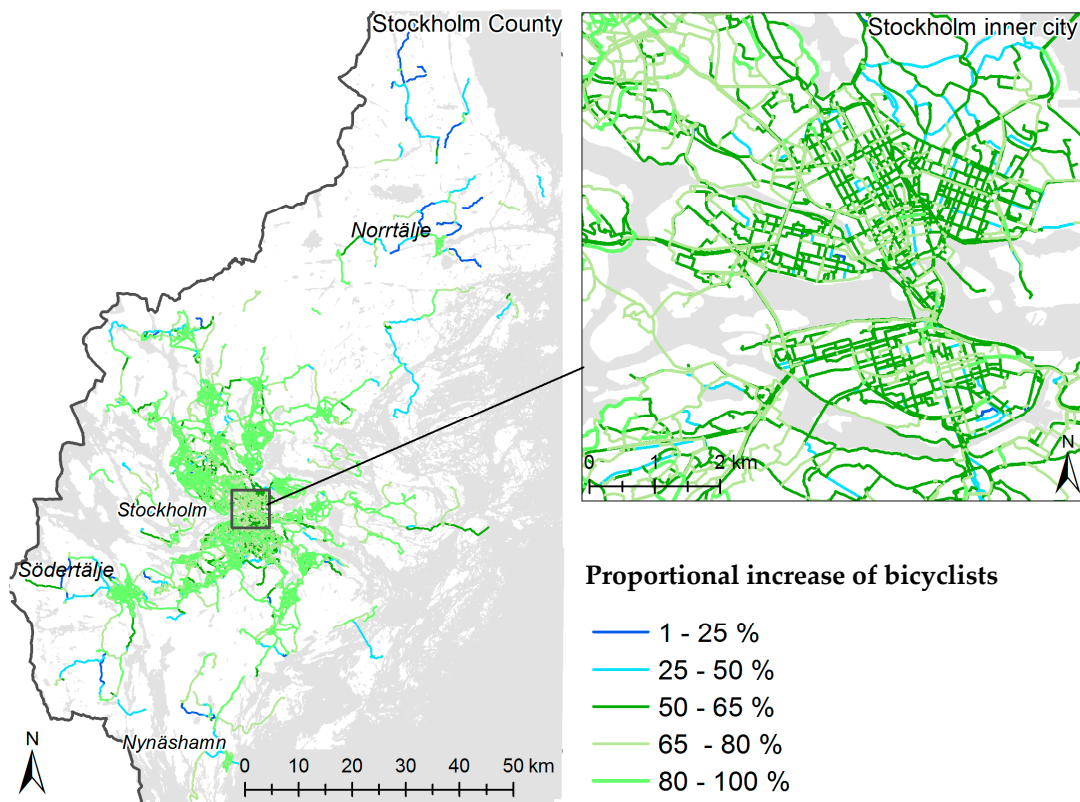 Stockholm County
Norrtälje
Stockholm
Södertälje
Nynäshamn
N
0 10 20 30 40 50 km
Stockholm inner city
0 1 2 km
N
Proportional increase of bicyclists
1 - 25 %
25 - 50 %
50 - 65 %
65 - 80 %
80 - 100 %